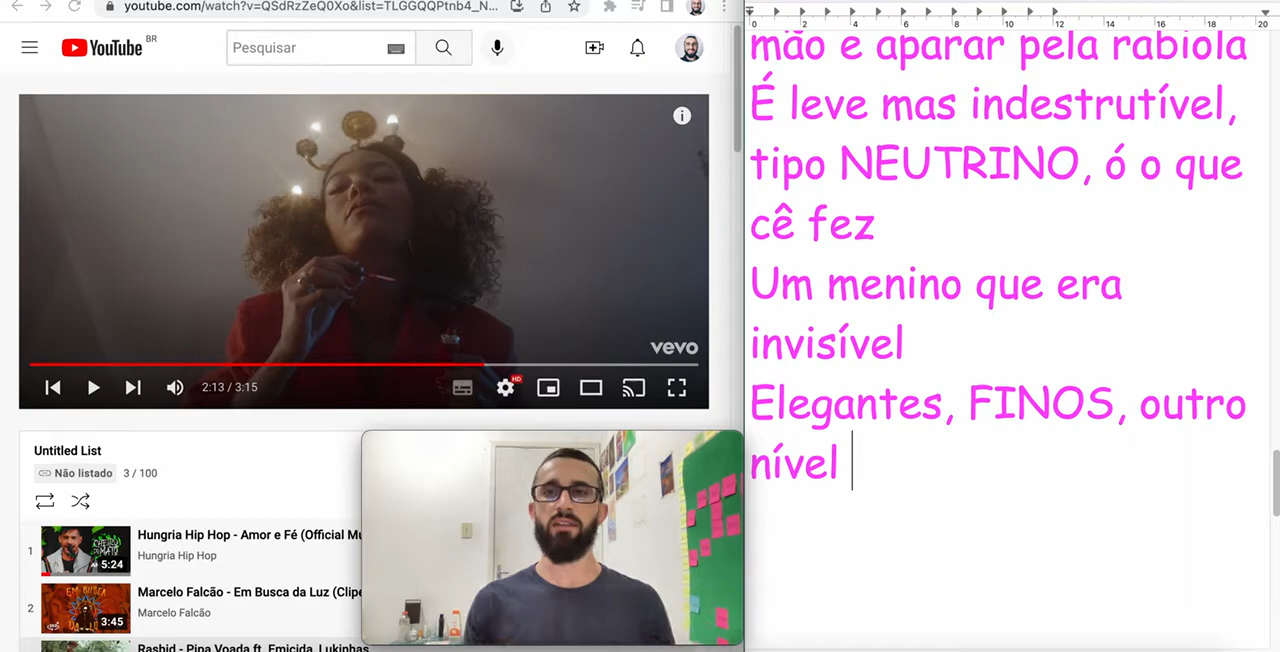 youtube.com/watch?v=QSdRzZeQ0Xo&list=TLGGQQPtnb4_N...
YouTube BR
Pesquisar
vevo
2:13 / 3:15
HD
Untitled List
Não listado 3 / 100
1
5:24
Hungria Hip Hop - Amor e Fé (Official Mu
Hungria Hip Hop
2
3:45
Marcelo Falcão - Em Busca da Luz (Clipe
Marcelo Falcão
Rashid - Pipa Voada ft. Emicida, Lukinhas
0 2 4 6 8 10 12 14 16 18 20
mão e aparar pela rabiola
É leve mas indestrutível,
tipo NEUTRINO, ó o que
cê fez
Um menino que era
invisível
Elegantes, FINOS, outro
nível